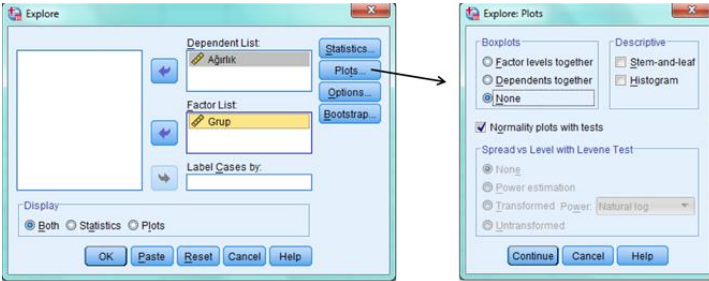 Explore
Dependent List:
Ağırlık
Statistics...
Plots...
Options...
Factor List:
Bootstrap...
Grup
Label Cases by:
Display
Both Statistics Plots
OK Paste Reset Cancel Help
Explore: Plots
Boxplots
Descriptive
Factor levels together
Stem-and-leaf
Dependents together
Histogram
None
Normality plots with tests
Spread vs Level with Levene Test
None
Power estimation
Transformed Power: Natural log
Untransformed
Continue Cancel Help